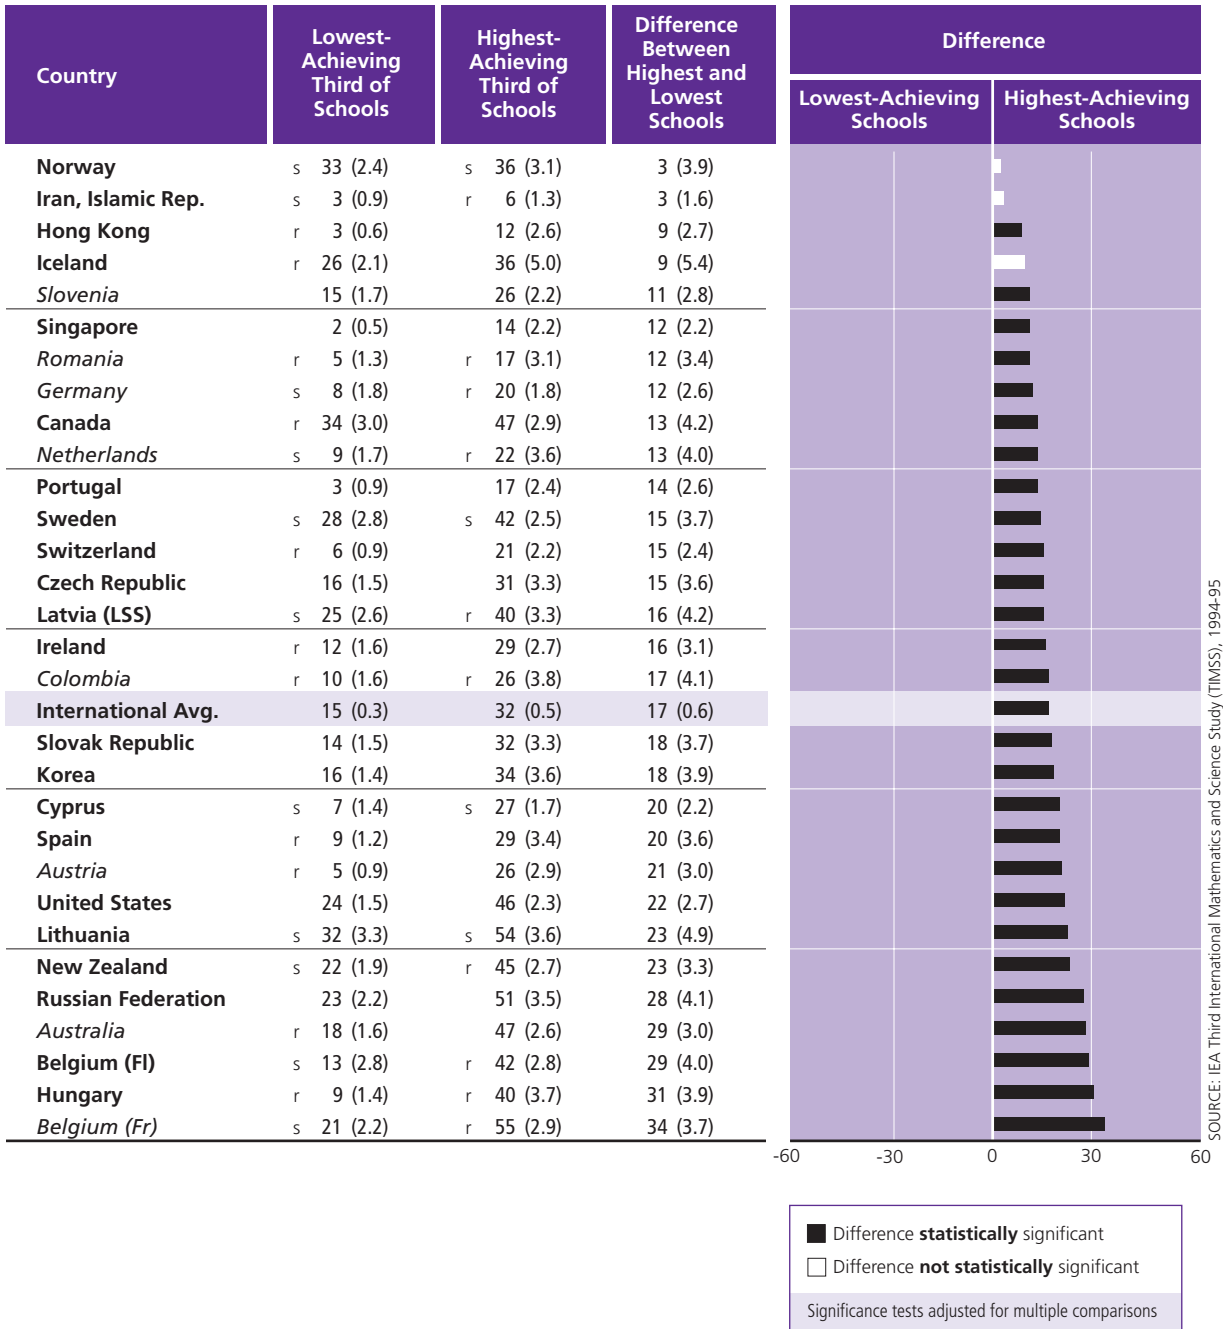 Country
Lowest-
Achieving
Third of
Schools
Highest-
Achieving
Third of
Schools
Difference
Between
Highest and
Lowest
Schools
Difference
Lowest-Achieving
Schools
Highest-Achieving
Schools
Norway s 33 (2.4) s 36 (3.1) 3 (3.9)
Iran, Islamic Rep. s 3 (0.9) r 6 (1.3) 3 (1.6)
Hong Kong r 3 (0.6) 12 (2.6) 9 (2.7)
Iceland r 26 (2.1) 36 (5.0) 9 (5.4)
Slovenia 15 (1.7) 26 (2.2) 11 (2.8)
Singapore 2 (0.5) 14 (2.2) 12 (2.2)
Romania r 5 (1.3) r 17 (3.1) 12 (3.4)
Germany s 8 (1.8) r 20 (1.8) 12 (2.6)
Canada r 34 (3.0) 47 (2.9) 13 (4.2)
Netherlands s 9 (1.7) r 22 (3.6) 13 (4.0)
Portugal 3 (0.9) 17 (2.4) 14 (2.6)
Sweden s 28 (2.8) s 42 (2.5) 15 (3.7)
Switzerland r 6 (0.9) 21 (2.2) 15 (2.4)
Czech Republic 16 (1.5) 31 (3.3) 15 (3.6)
Latvia (LSS) s 25 (2.6) r 40 (3.3) 16 (4.2)
Ireland r 12 (1.6) 29 (2.7) 16 (3.1)
Colombia r 10 (1.6) r 26 (3.8) 17 (4.1)
International Avg. 15 (0.3) 32 (0.5) 17 (0.6)
Slovak Republic 14 (1.5) 32 (3.3) 18 (3.7)
Korea 16 (1.4) 34 (3.6) 18 (3.9)
Cyprus s 7 (1.4) s 27 (1.7) 20 (2.2)
Spain r 9 (1.2) 29 (3.4) 20 (3.6)
Austria r 5 (0.9) 26 (2.9) 21 (3.0)
United States 24 (1.5) 46 (2.3) 22 (2.7)
Lithuania s 32 (3.3) s 54 (3.6) 23 (4.9)
New Zealand s 22 (1.9) r 45 (2.7) 23 (3.3)
Russian Federation 23 (2.2) 51 (3.5) 28 (4.1)
Australia r 18 (1.6) 47 (2.6) 29 (3.0)
Belgium (Fl) s 13 (2.8) r 42 (2.8) 29 (4.0)
Hungary r 9 (1.4) r 40 (3.7) 31 (3.9)
Belgium (Fr) s 21 (2.2) r 55 (2.9) 34 (3.7)
-60 -30 0 30 60
SOURCE: IEA Third International Mathematics and Science Study (TIMSS), 1994-95
Difference statistically significant
Difference not statistically significant
Significance tests adjusted for multiple comparisons